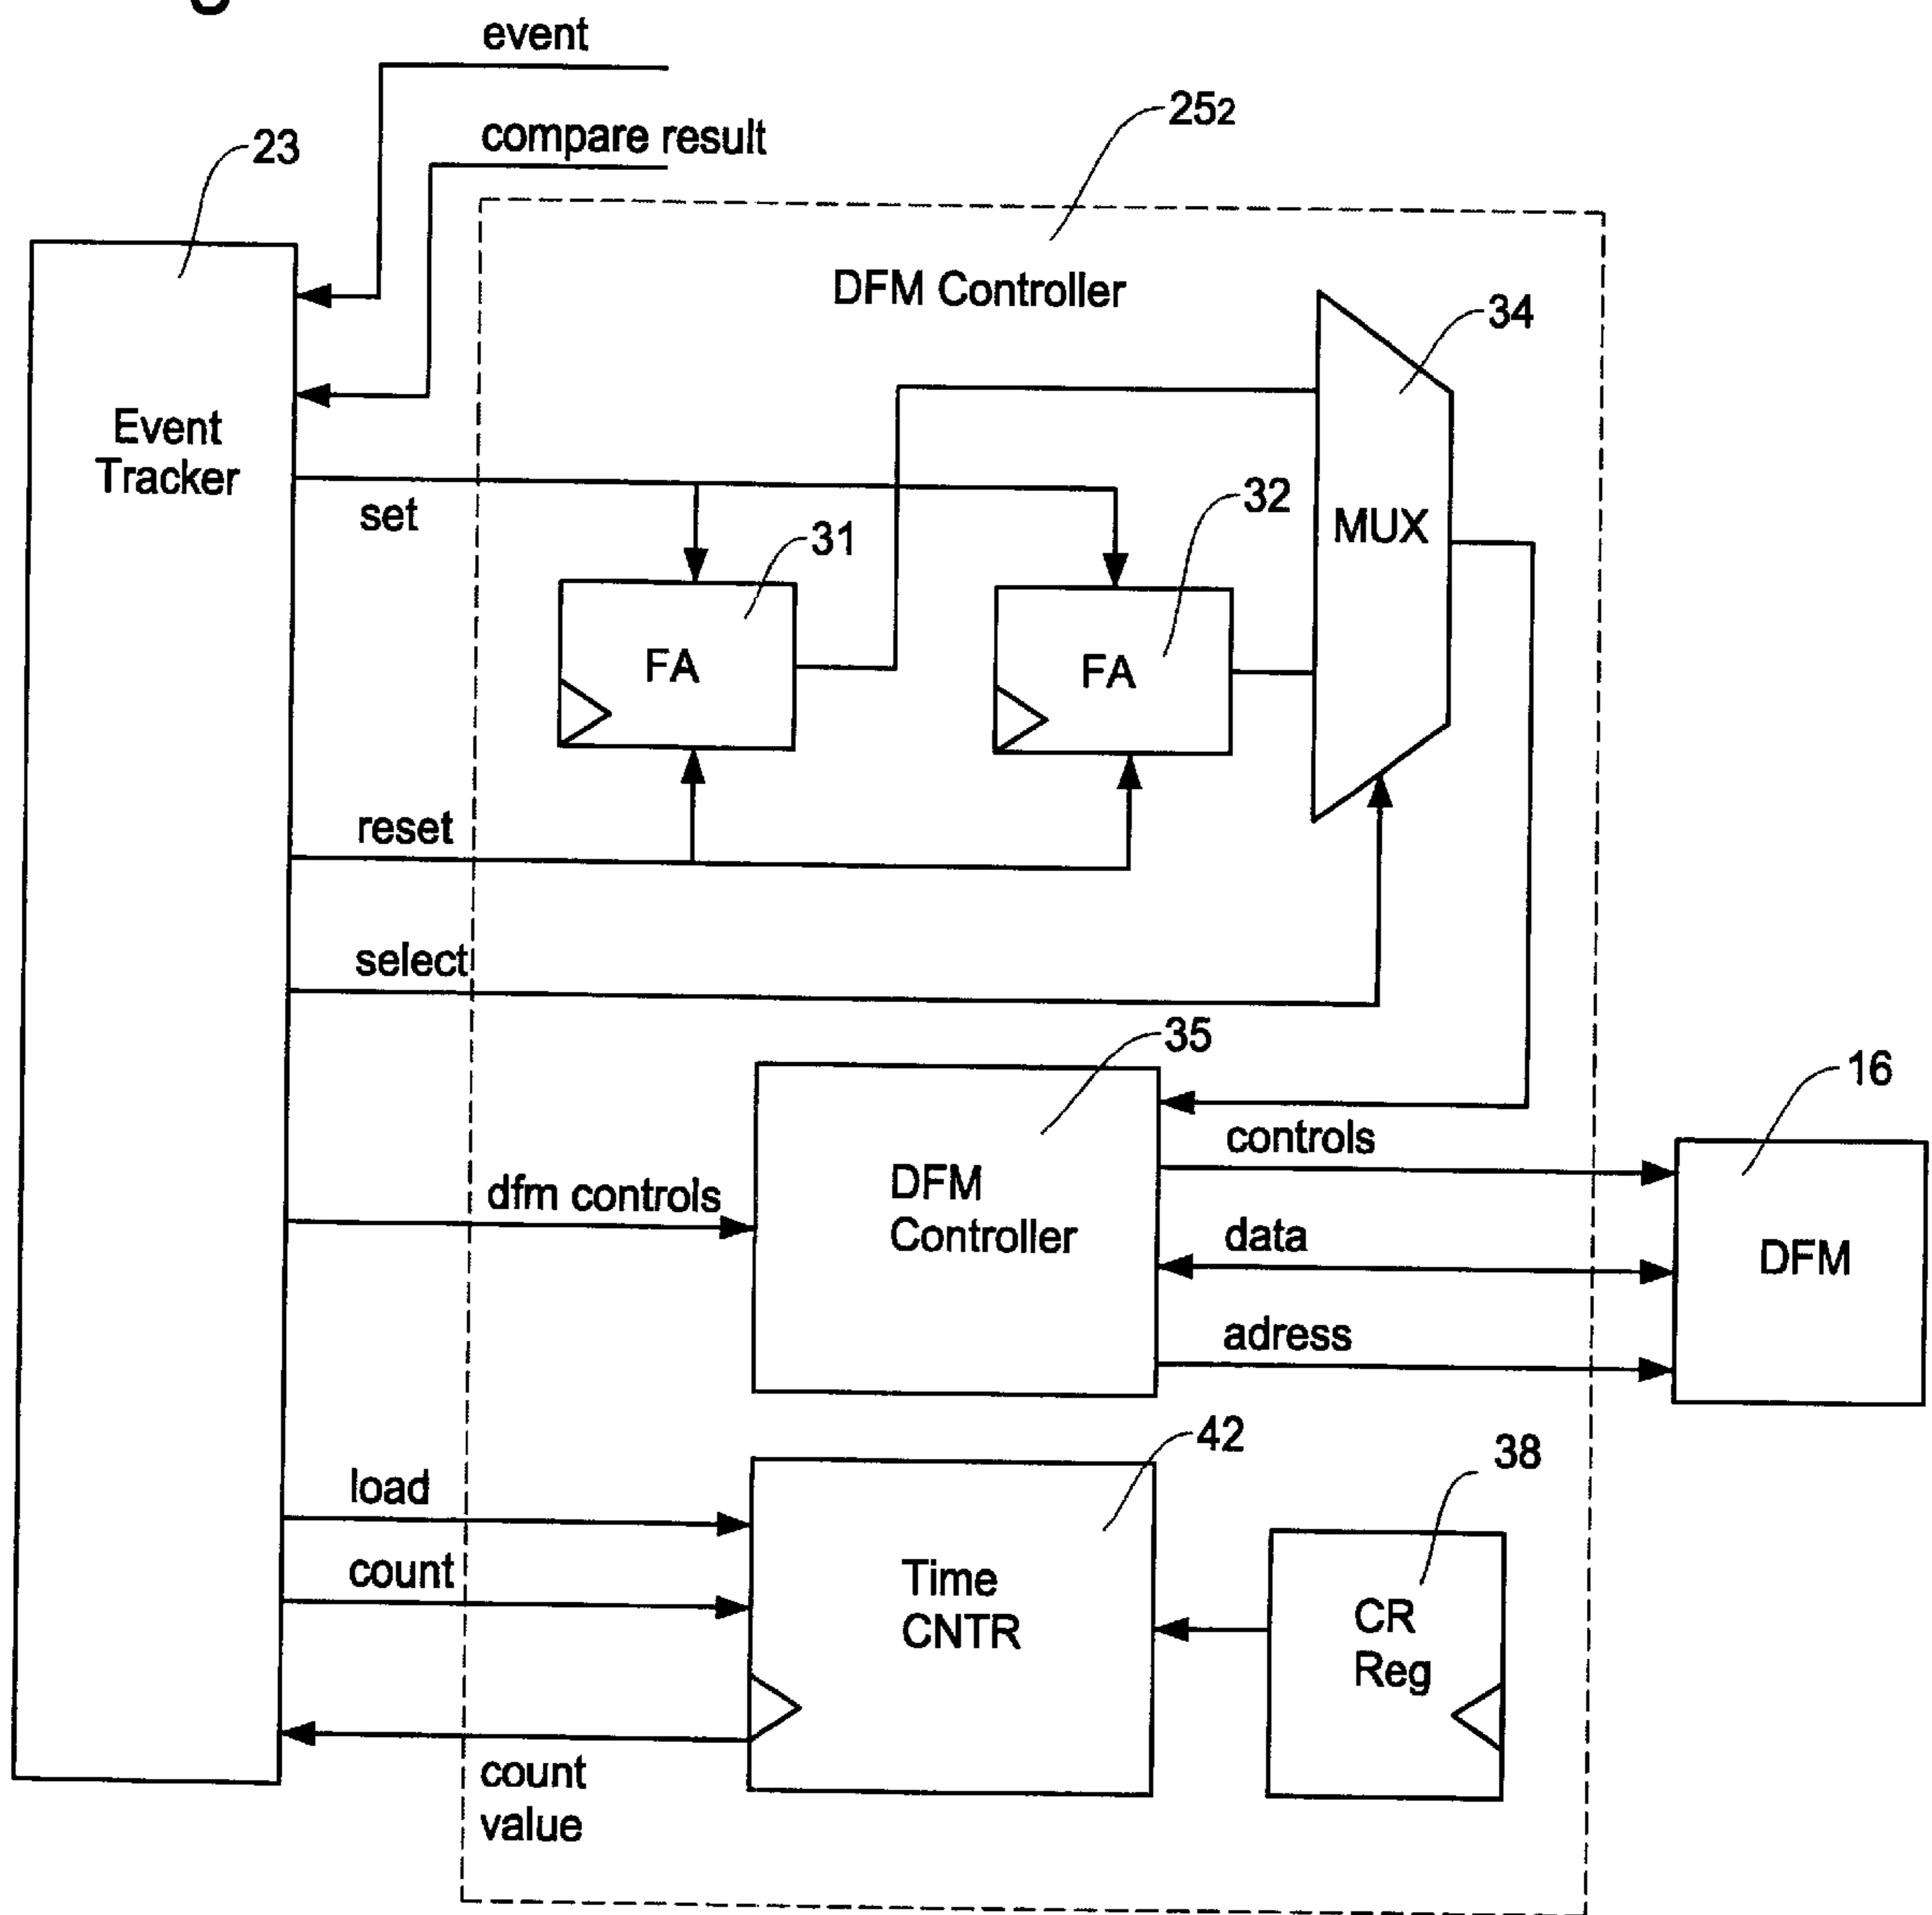 event
compare result
25₂
23
DFM Controller
34
Event
Tracker
set
31
32
MUX
FA
FA
reset
select
35
16
controls
dfm controls
DFM
Controller
data
DFM
adress
42
38
load
count
Time
CNTR
CR
Reg
count
value